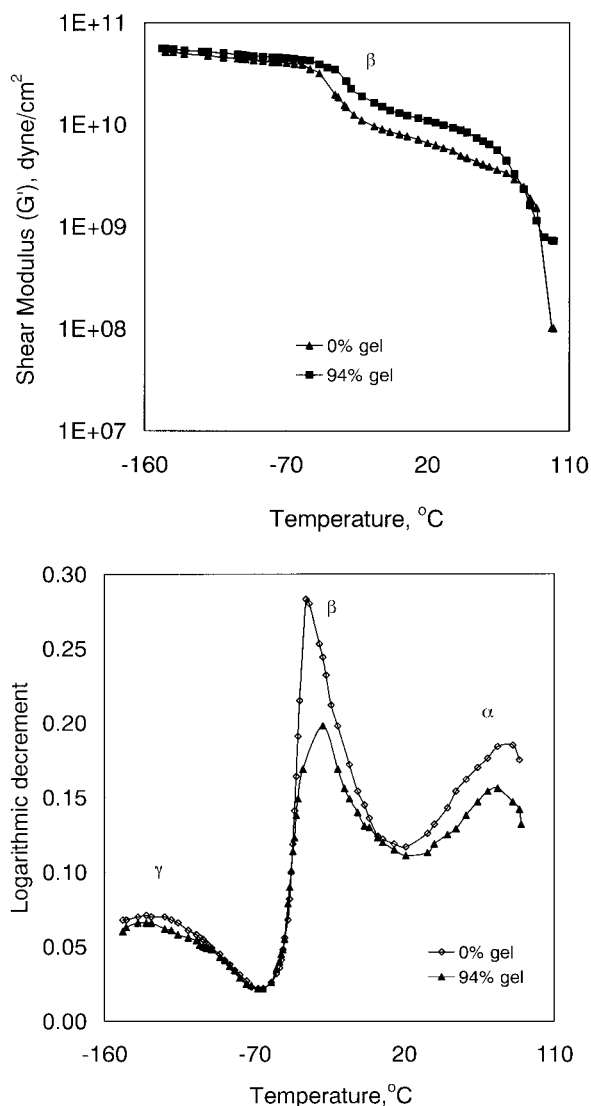 1E+11
1E+10
1E+09
1E+08
1E+07
Shear Modulus (G'), dyne/cm²
β
0% gel
94% gel
-160 -70 20 110
Temperature, °C
0.30
0.25
0.20
0.15
0.10
0.05
0.00
Logarithmic decrement
β
α
γ
0% gel
94% gel
-160 -70 20 110
Temperature,°C